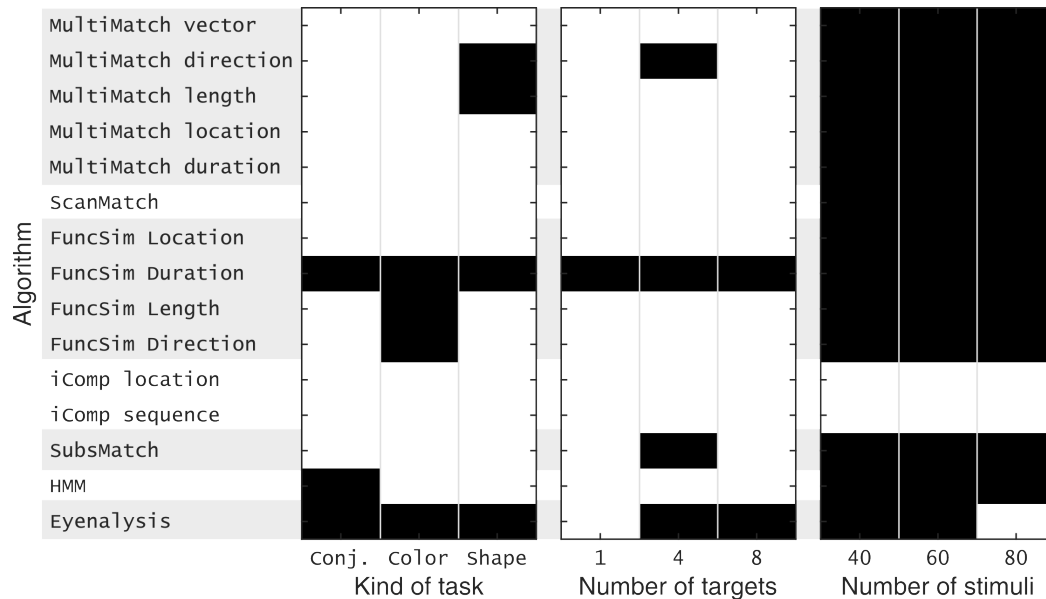 MultiMatch vector
MultiMatch direction
MultiMatch length
MultiMatch location
MultiMatch duration
ScanMatch
FuncSim Location
FuncSim Duration
FuncSim Length
FuncSim Direction
iComp location
iComp sequence
SubsMatch
HMM
Eyenalysis
Algorithm
Conj. Color Shape
Kind of task
1 4 8
Number of targets
40 60 80
Number of stimuli